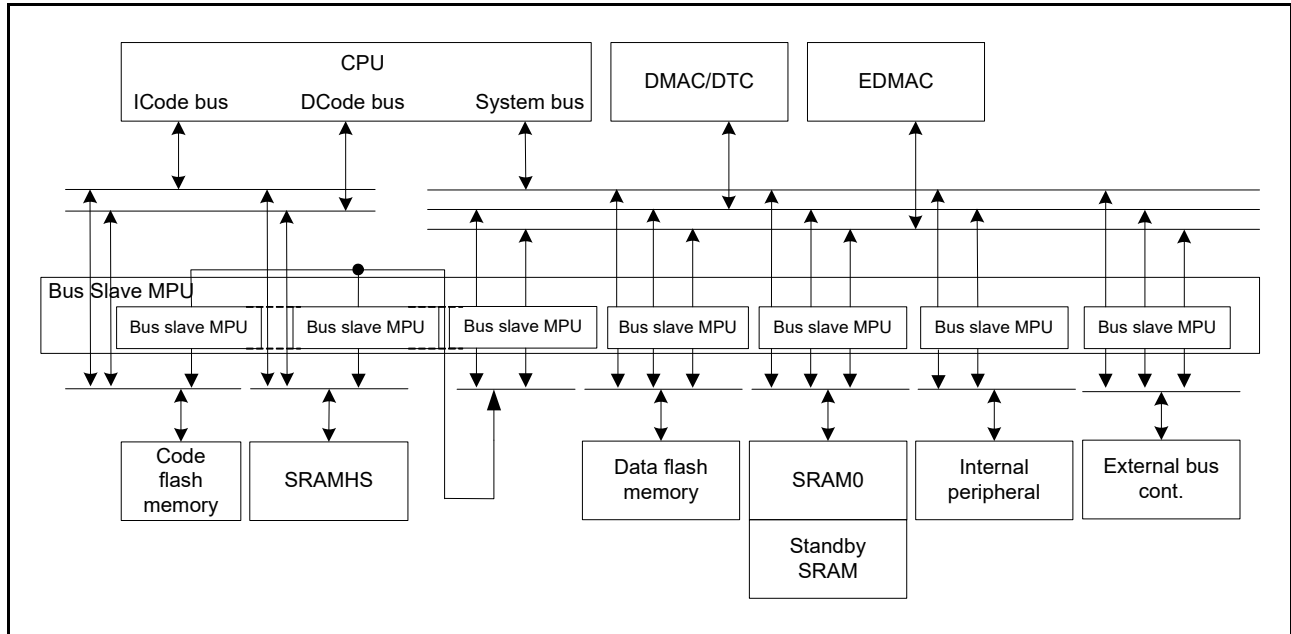 CPU
ICode bus
DCode bus
System bus
DMAC/DTC
EDMAC
Bus Slave MPU
Bus slave MPU
Bus slave MPU
Bus slave MPU
Bus slave MPU
Bus slave MPU
Bus slave MPU
Bus slave MPU
Code
flash
memory
SRAMHS
Data flash
memory
SRAM0
Internal
peripheral
External bus
cont.
Standby
SRAM